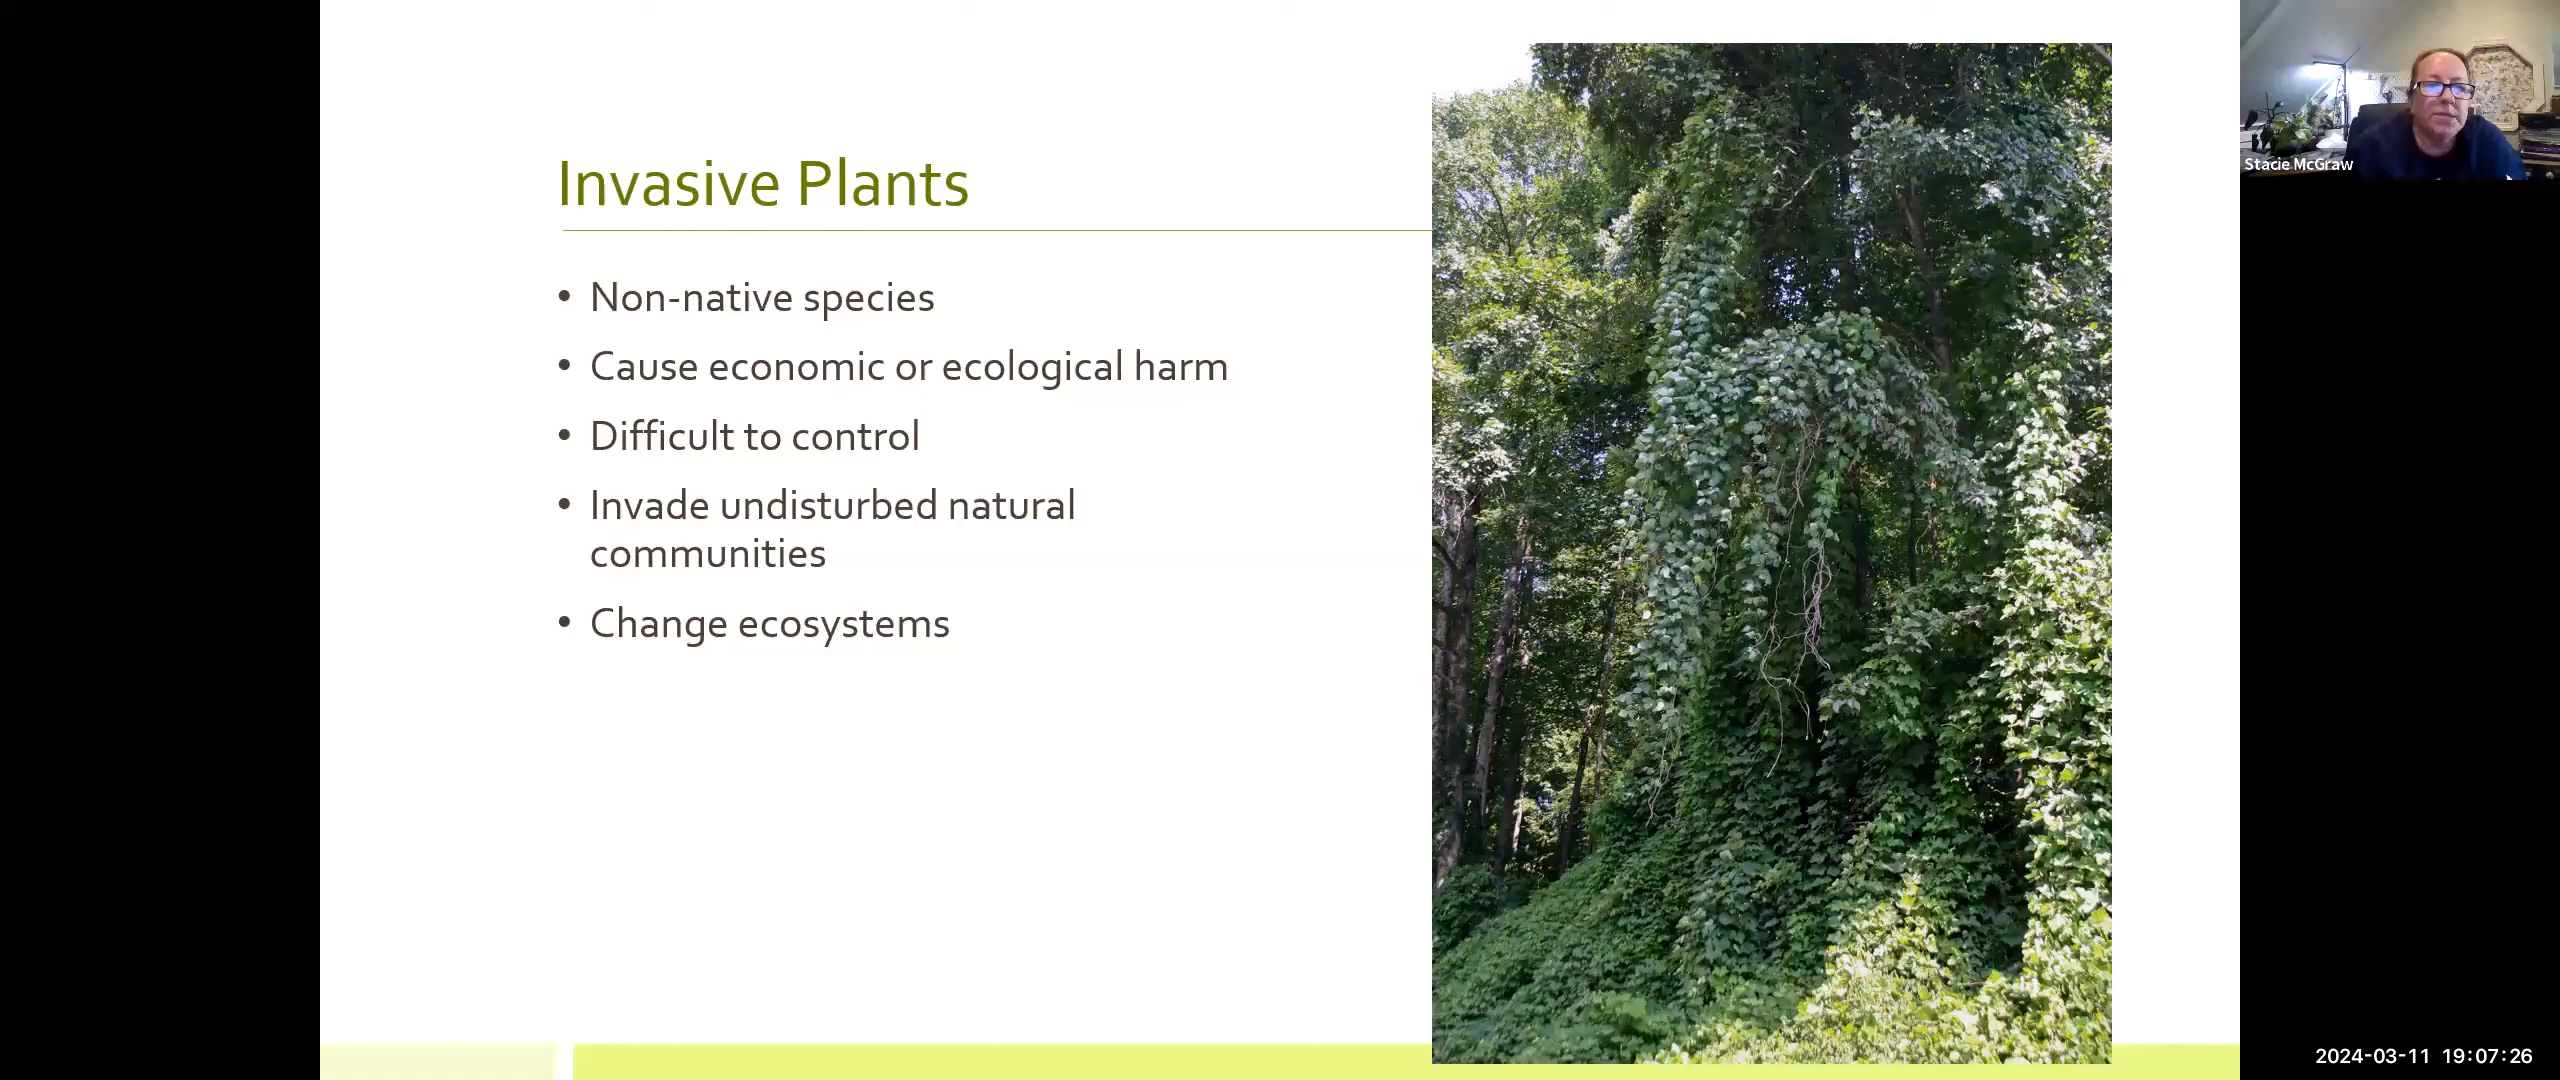 Invasive Plants
• Non-native species
• Cause economic or ecological harm
• Difficult to control
• Invade undisturbed natural
communities
• Change ecosystems
Stacie McGraw
2024-03-11 19:07:26